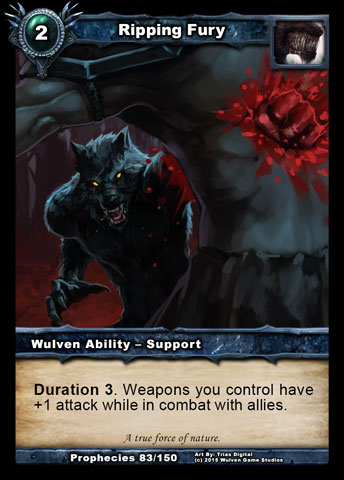 2
Ripping Fury
Wulven Ability – Support
Duration 3. Weapons you control have
+1 attack while in combat with allies.
A true force of nature.
Prophecies 83/150
Art By: Trias Digital
(c) 2015 Wulven Game Studios